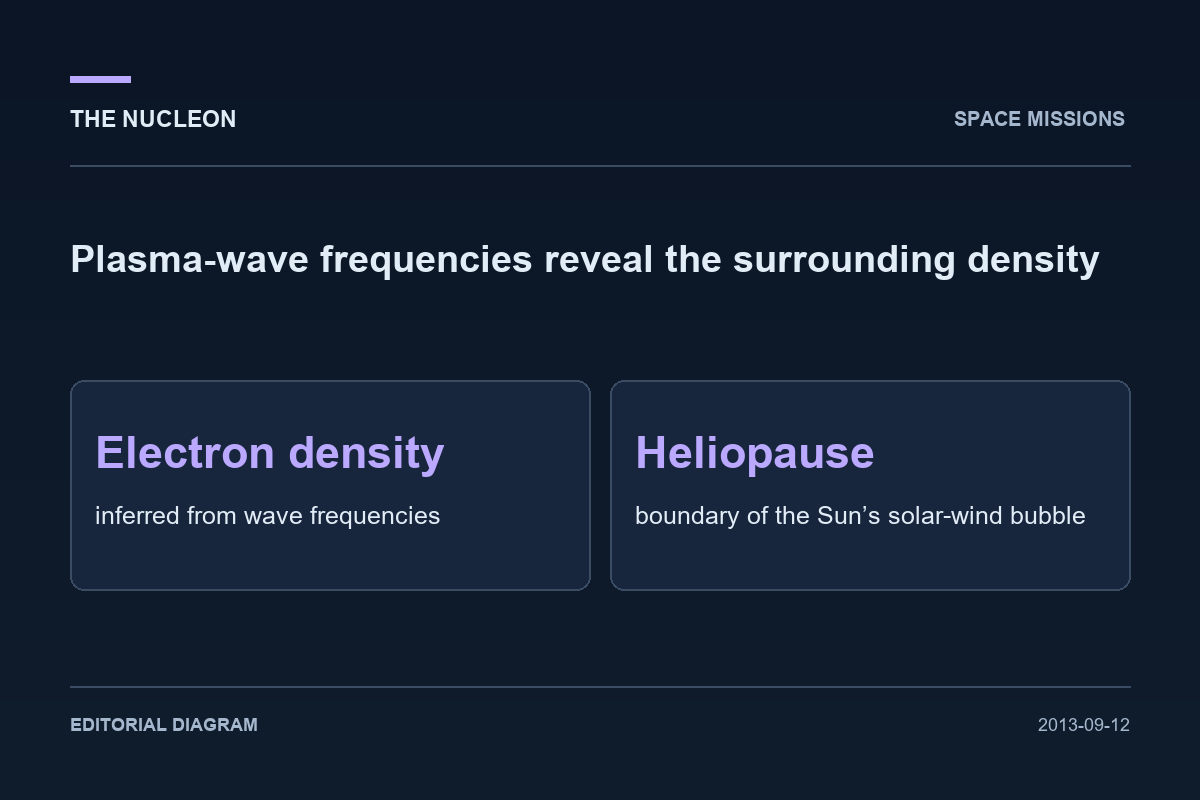 THE NUCLEON
SPACE MISSIONS
Plasma-wave frequencies reveal the surrounding density
Electron density
inferred from wave frequencies
Heliopause
boundary of the Sun’s solar-wind bubble
EDITORIAL DIAGRAM
2013-09-12